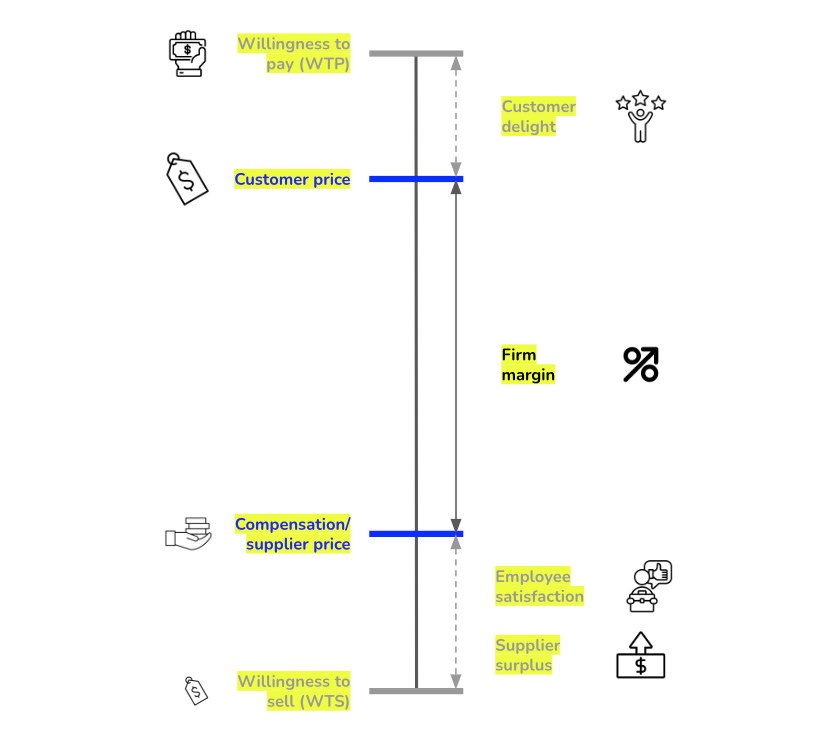 Willingness to
pay (WTP)
Customer
delight
Customer price
Firm
margin
Compensation/
supplier price
Employee
satisfaction
Supplier
surplus
Willingness to
sell (WTS)